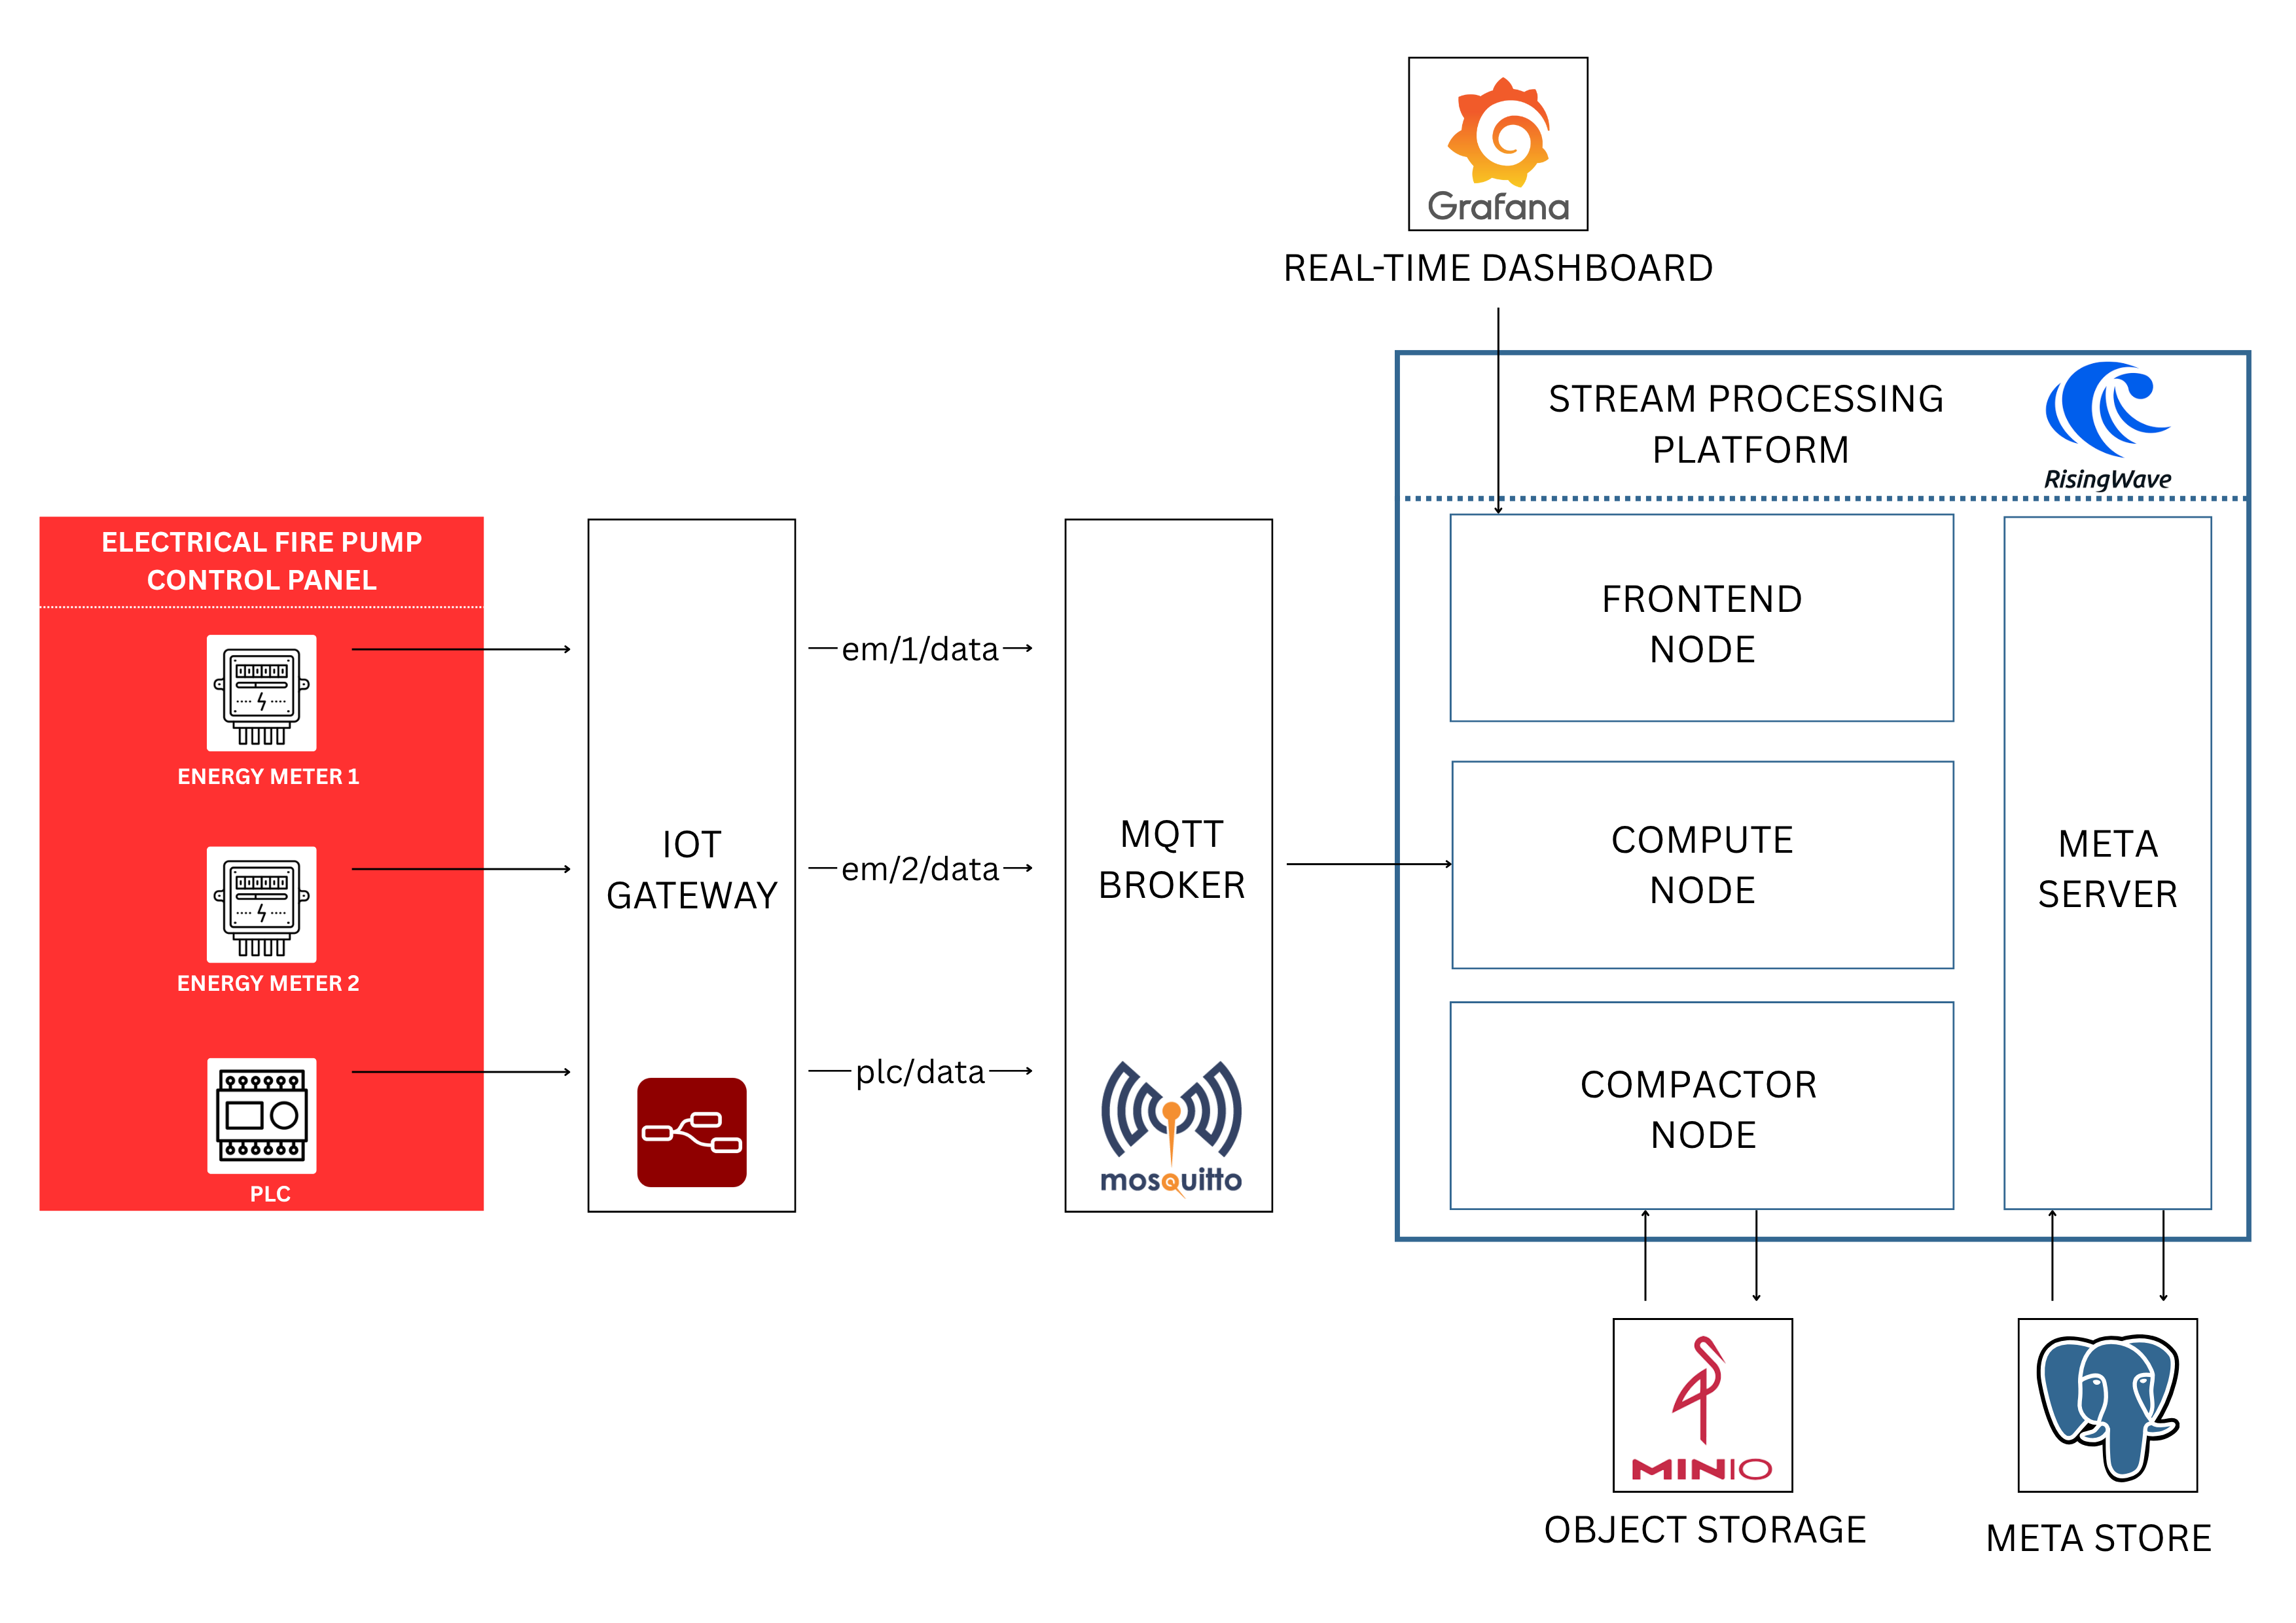 Grafana
REAL-TIME DASHBOARD
STREAM PROCESSING
PLATFORM
RisingWave
ELECTRICAL FIRE PUMP
CONTROL PANEL
ENERGY METER 1
ENERGY METER 2
PLC
IOT
GATEWAY
em/1/data
em/2/data
plc/data
MQTT
BROKER
mosquitto
FRONTEND
NODE
COMPUTE
NODE
COMPACTOR
NODE
META
SERVER
MINIO
OBJECT STORAGE
META STORE